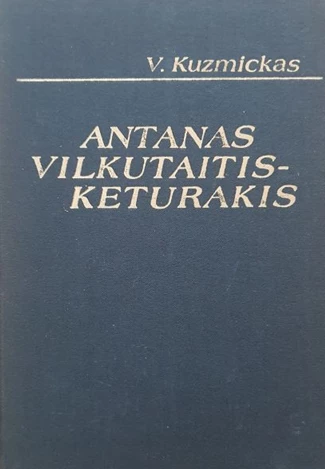 V. Kuzmickas
ANTANAS
VILKUTAITIS-
KETURAKIS